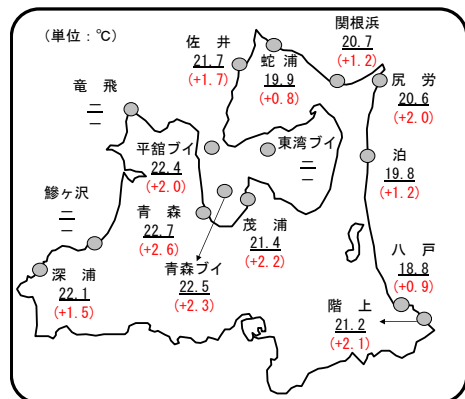 (単位：℃)
佐 井
21.7
(+1.7)
蛇 浦
19.9
(+0.8)
関根浜
20.7
(+1.2)
尻 労
20.6
(+2.0)
竜 飛
－
－
平舘ブイ
22.4
(+2.0)
東湾ブイ
－
－
泊
19.8
(+1.2)
鰺ヶ沢
－
－
青 森
22.7
(+2.6)
茂 浦
21.4
(+2.2)
青森ブイ
22.5
(+2.3)
深 浦
22.1
(+1.5)
八 戸
18.8
(+0.9)
階 上
21.2
(+2.1)